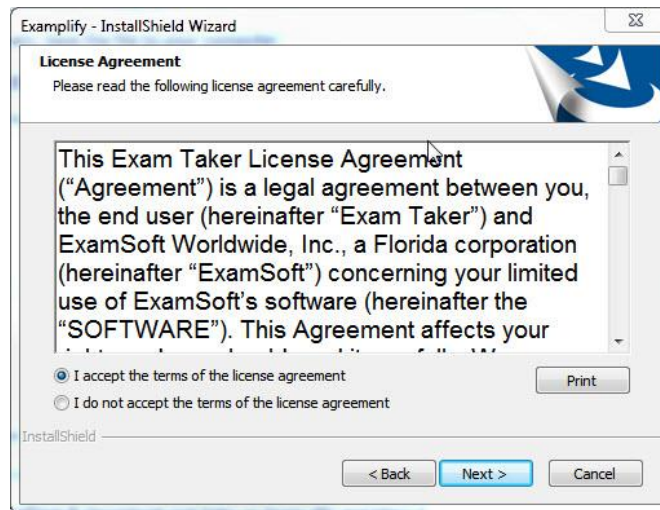 Examplify - InstallShield Wizard
License Agreement
Please read the following license agreement carefully.
This Exam Taker License Agreement
(“Agreement”) is a legal agreement between you,
the end user (hereinafter “Exam Taker”) and
ExamSoft Worldwide, Inc., a Florida corporation
(hereinafter “ExamSoft”) concerning your limited
use of ExamSoft’s software (hereinafter the
“SOFTWARE”). This Agreement affects your
I accept the terms of the license agreement
Print
I do not accept the terms of the license agreement
InstallShield
< Back
Next >
Cancel